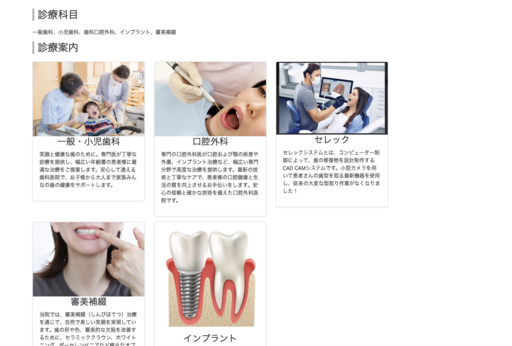 診療科目
一般歯科、小児歯科、歯科口腔外科、インプラント、審美補綴
診療案内
一般・小児歯科
笑顔と健康な歯のために。専門医が丁寧な
診療を提供し、幅広い年齢層の患者様に最
適な治療をご提案します。安心して通える
歯科医院で、お子様から大人まで家族みん
なの歯の健康をサポートします。
口腔外科
専門の口腔外科医が口腔および顎の疾患や
外傷、インプラント治療など、幅広い専門
分野で高度な治療を提供します。最新の技
術と丁寧なケアで、患者様の口腔健康と生
活の質を向上させるお手伝いをします。安
心の信頼と確かな技術を備えた口腔外科医
院です。
セレック
セレックシステムとは、コンピューター制
御によって、歯の修復物を設計制作する
CAD CAMシステムです。小型カメラを用
いて患者さんの歯型を取る最新機器を使用
し、従来の大変な型取り作業がなくなりま
した！
審美補綴
当院では、審美補綴（しんびほてつ）治療
を通じて、自然で美しい笑顔を実現してい
ます。歯の形や色、審美的な欠陥を改善す
るために、セラミッククラウン、ホワイト
ニング、ポーセレンベニアなど様々なオプ
インプラント